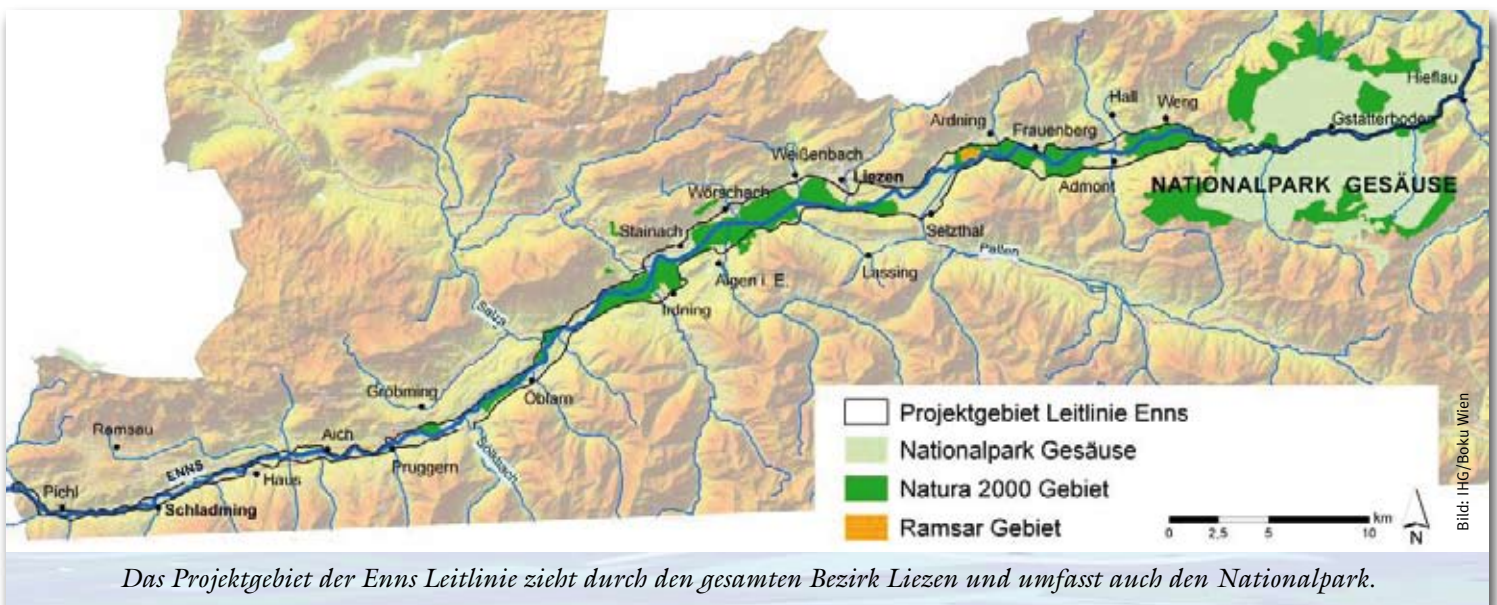 Hieflau
Hall
Weng
Gstatterboden
Ardning
Frauenberg
Weißenbach
Liezen
Admont
NATIONALPARK GESÄUSE
Wörschach
Selzthal
Stainach
Palten
Lassing
Aigen i. E.
Irdning
Salza
Gröbming
Öblarn
Ramsau
Aich
Sölkbach
Pruggern
ENNS
Haus
Pichl
Schladming
Projektgebiet Leitlinie Enns
Nationalpark Gesäuse
Natura 2000 Gebiet
Ramsar Gebiet
0 2,5 5 10 km
N
Bild: IHG/Boku Wien
Das Projektgebiet der Enns Leitlinie zieht durch den gesamten Bezirk Liezen und umfasst auch den Nationalpark.